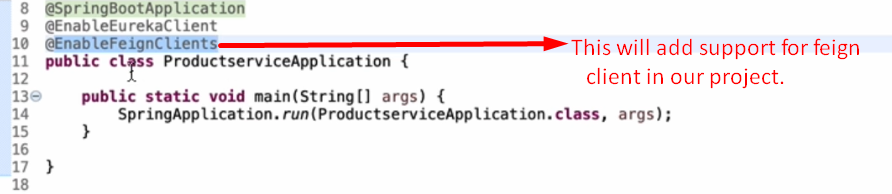 8 @SpringBootApplication
9 @EnableEurekaClient
10 @EnableFeignClients
This will add support for feign
client in our project.
11 public class ProductserviceApplication {
12
13 public static void main(String[] args) {
14 SpringApplication.run(ProductserviceApplication.class, args);
15 }
16
17 }
18